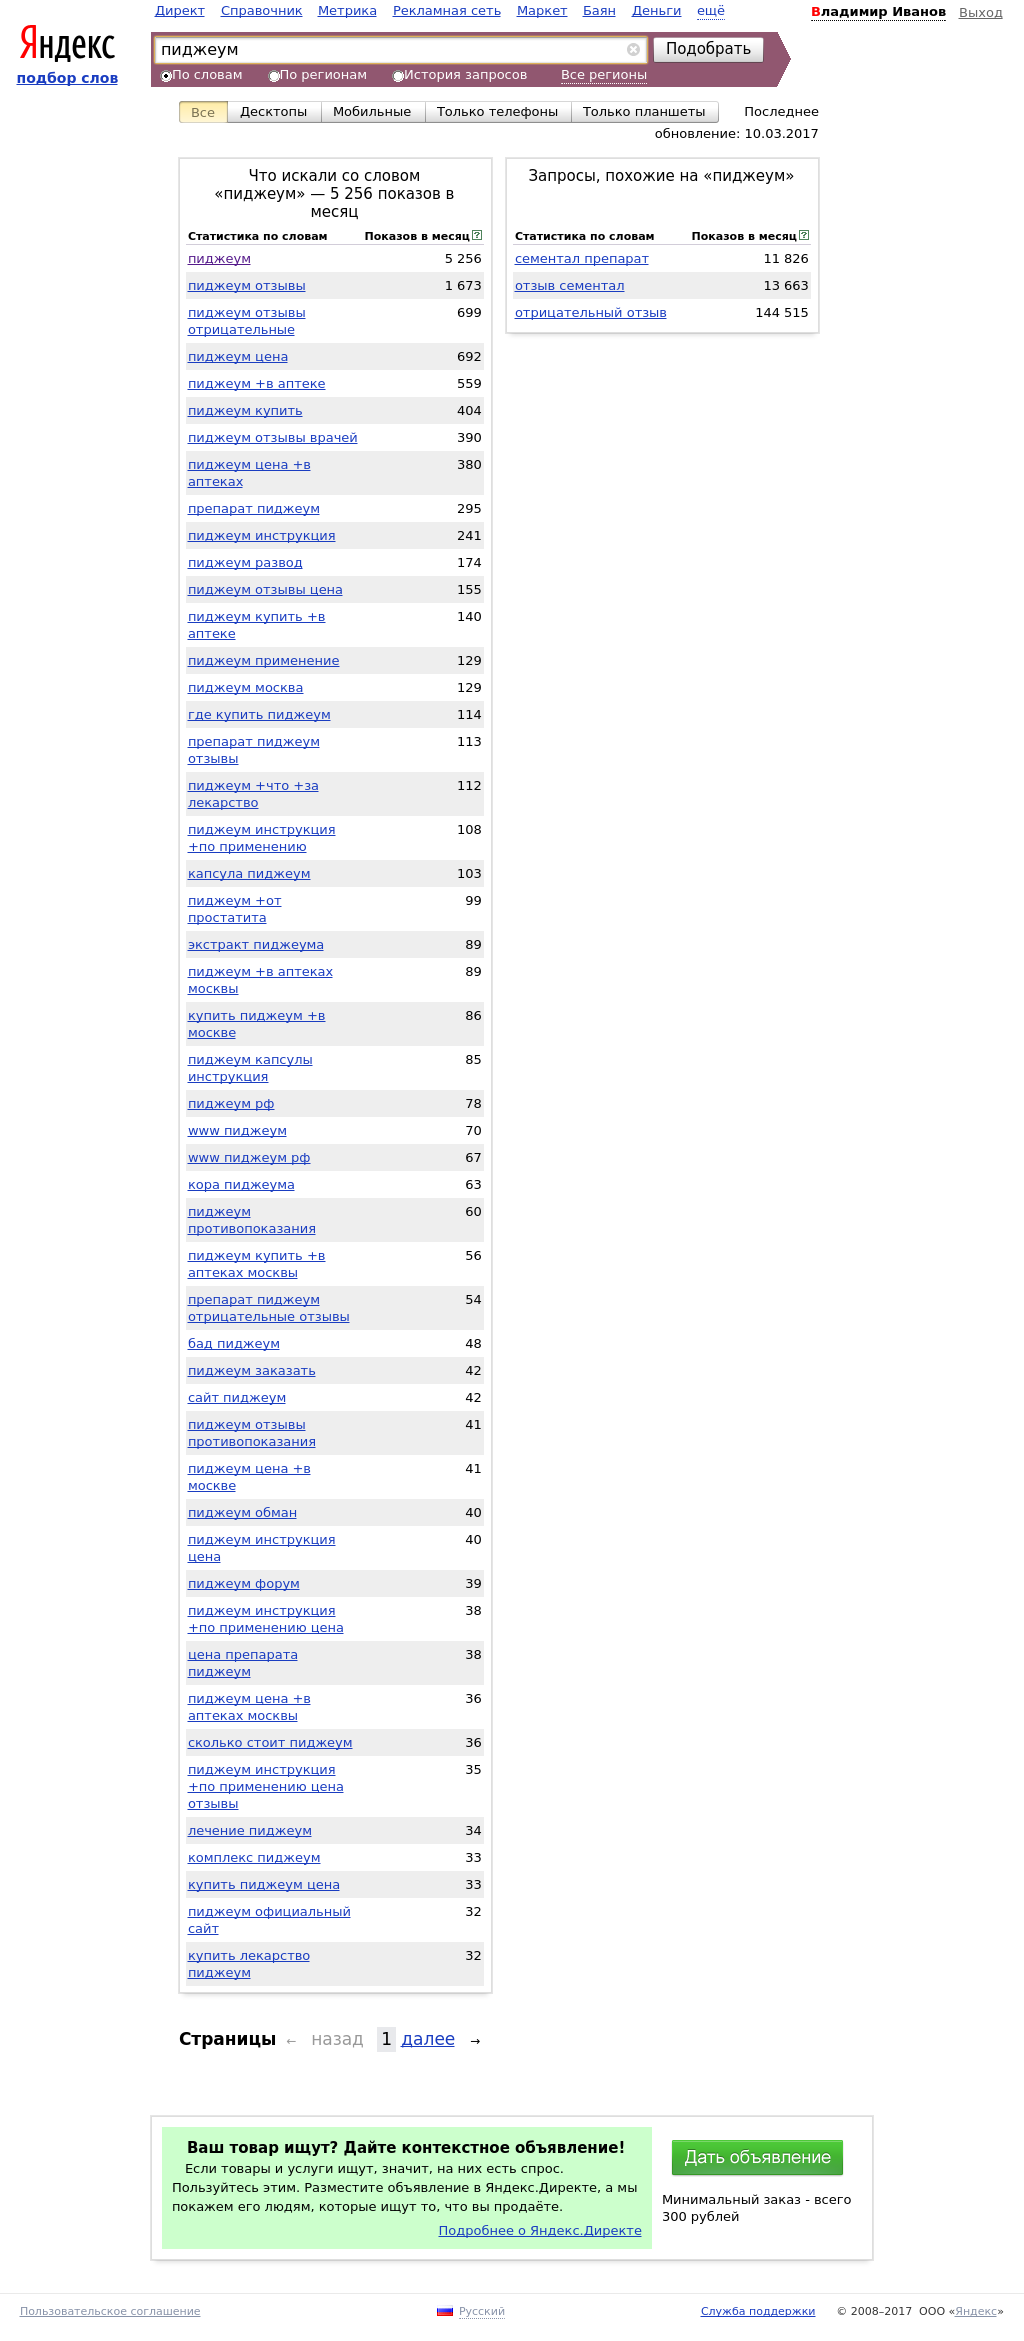 Директ Справочник Метрика Рекламная сеть Маркет Баян Деньги ещё Владимир Иванов Выход
Яндекс
подбор слов
пиджеум Подобрать
По словам По регионам История запросов Все регионы
Все Десктопы Мобильные Только телефоны Только планшеты Последнее
обновление: 10.03.2017
Что искали со словом
«пиджеум» — 5 256 показов в
месяц
Статистика по словам Показов в месяц ?
пиджеум 5 256
пиджеум отзывы 1 673
пиджеум отзывы 699
отрицательные
пиджеум цена 692
пиджеум +в аптеке 559
пиджеум купить 404
пиджеум отзывы врачей 390
пиджеум цена +в 380
аптеках
препарат пиджеум 295
пиджеум инструкция 241
пиджеум развод 174
пиджеум отзывы цена 155
пиджеум купить +в 140
аптеке
пиджеум применение 129
пиджеум москва 129
где купить пиджеум 114
препарат пиджеум 113
отзывы
пиджеум +что +за 112
лекарство
пиджеум инструкция 108
+по применению
капсула пиджеум 103
пиджеум +от 99
простатита
экстракт пиджеума 89
пиджеум +в аптеках 89
москвы
купить пиджеум +в 86
москве
пиджеум капсулы 85
инструкция
пиджеум рф 78
www пиджеум 70
www пиджеум рф 67
кора пиджеума 63
пиджеум 60
противопоказания
пиджеум купить +в 56
аптеках москвы
препарат пиджеум 54
отрицательные отзывы
бад пиджеум 48
пиджеум заказать 42
сайт пиджеум 42
пиджеум отзывы 41
противопоказания
пиджеум цена +в 41
москве
пиджеум обман 40
пиджеум инструкция 40
цена
пиджеум форум 39
пиджеум инструкция 38
+по применению цена
цена препарата 38
пиджеум
пиджеум цена +в 36
аптеках москвы
сколько стоит пиджеум 36
пиджеум инструкция 35
+по применению цена
отзывы
лечение пиджеум 34
комплекс пиджеум 33
купить пиджеум цена 33
пиджеум официальный 32
сайт
купить лекарство 32
пиджеум
Запросы, похожие на «пиджеум»
Статистика по словам Показов в месяц ?
сементал препарат 11 826
отзыв сементал 13 663
отрицательный отзыв 144 515
Страницы ← назад 1 далее →
Ваш товар ищут? Дайте контекстное объявление!
Если товары и услуги ищут, значит, на них есть спрос.
Пользуйтесь этим. Разместите объявление в Яндекс.Директе, а мы
покажем его людям, которые ищут то, что вы продаёте.
Подробнее о Яндекс.Директе
Дать объявление
Минимальный заказ - всего
300 рублей
Пользовательское соглашение Русский Служба поддержки © 2008–2017 ООО «Яндекс»